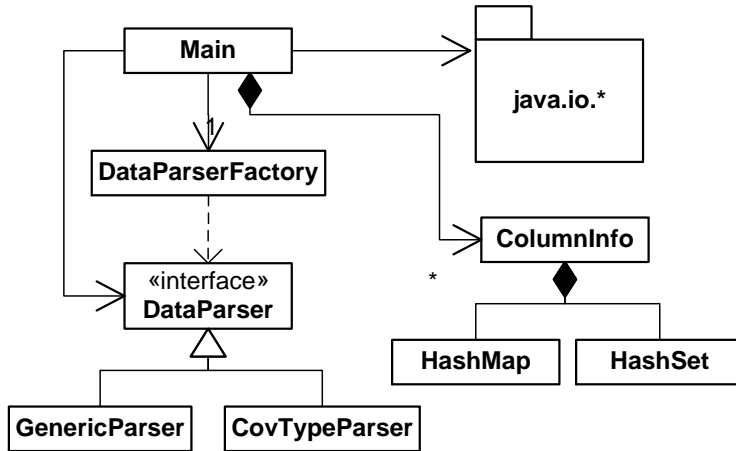 Main
java.io.*
1
DataParserFactory
ColumnInfo
«interface»
DataParser
*
HashMap
HashSet
GenericParser
CovTypeParser